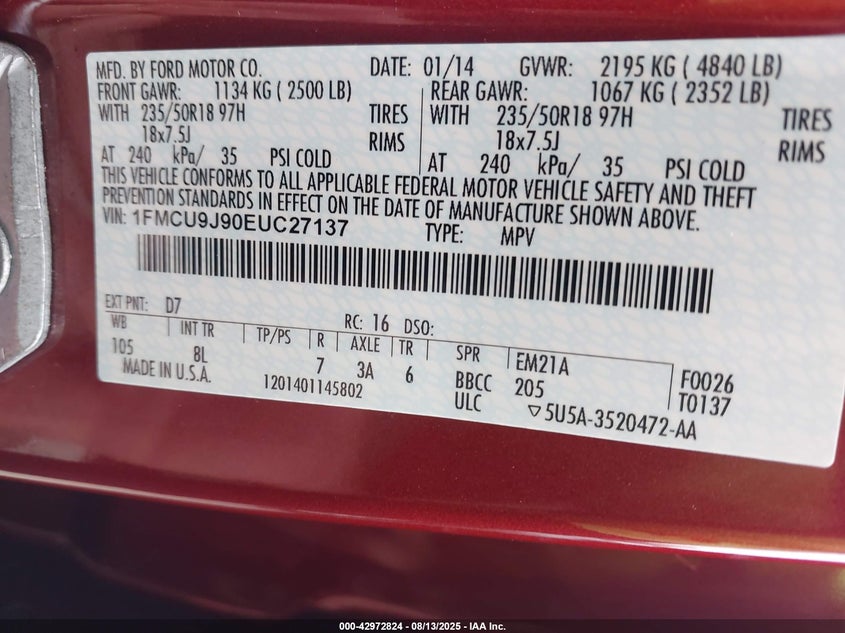 MFD. BY FORD MOTOR CO. DATE: 01/14 GVWR: 2195 KG ( 4840 LB)
FRONT GAWR: 1134 KG ( 2500 LB) REAR GAWR: 1067 KG ( 2352 LB)
WITH 235/50R18 97H TIRES WITH 235/50R18 97H TIRES
18x7.5J RIMS 18x7.5J RIMS
AT 240 kPa/ 35 PSI COLD AT 240 kPa/ 35 PSI COLD
THIS VEHICLE CONFORMS TO ALL APPLICABLE FEDERAL MOTOR VEHICLE SAFETY AND THEFT
PREVENTION STANDARDS IN EFFECT ON THE DATE OF MANUFACTURE SHOWN ABOVE.
VIN: 1FMCU9J90EUC27137 TYPE: MPV
EXT PNT: D7 RC: 16 DSO:
WB INT TR TP/PS R AXLE TR SPR EM21A F0026
105 8L 7 3A 6 BBCC 205 T0137
MADE IN U.S.A. 1201401145802 ULC ▽5U5A-3520472-AA
000-42972824 | 08/13/2025 - IAA Inc.